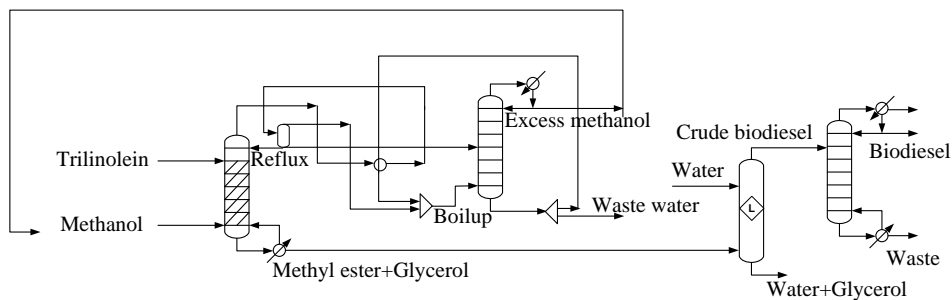 Excess methanol
Crude biodiesel
Biodiesel
Trilinolein
Reflux
Water
L
Boilup
Waste water
Methanol
Methyl ester+Glycerol
Waste
Water+Glycerol